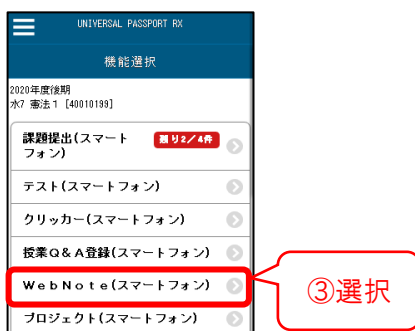 UNIVERSAL PASSPORT RX
機能選択
2020年度後期
水7 憲法1 [40010199]
課題提出(スマート
フォン)
残り2/4件
テスト(スマートフォン)
クリッカー(スマートフォン)
授業Q&A登録(スマートフォン)
WebNote(スマートフォン)
③選択
プロジェクト(スマートフォン)